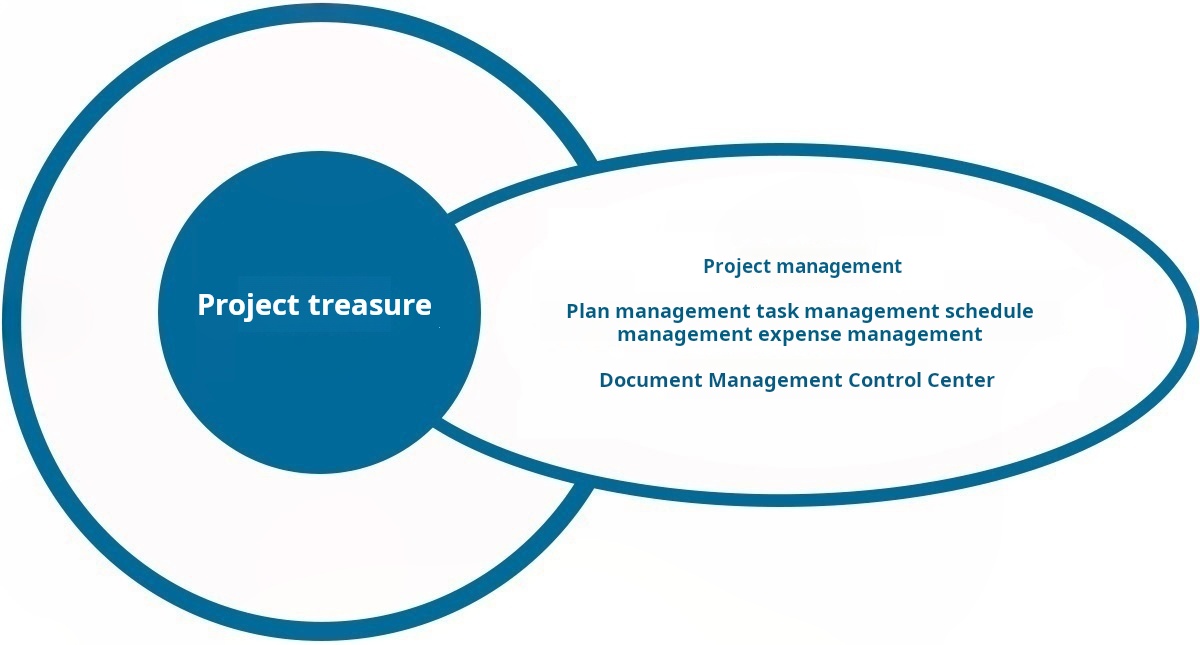 Project treasure
Project management
Plan management task management schedule
management expense management
Document Management Control Center